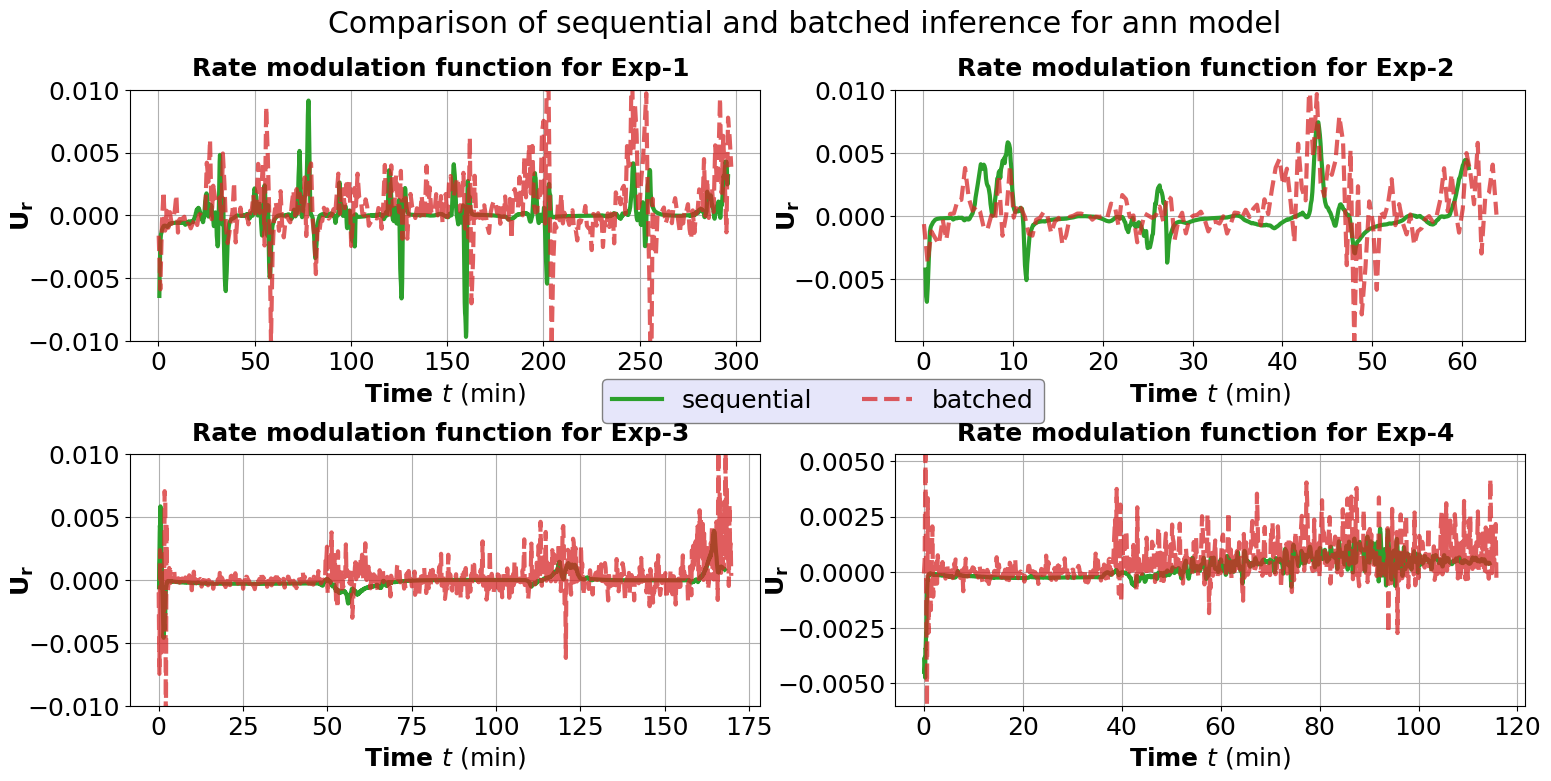 Comparison of sequential and batched inference for ann model
Rate modulation function for Exp-1
0.010
0.005
0.000
−0.005
−0.010
U_r
0 50 100 150 200 250 300
Time t (min)
Rate modulation function for Exp-2
0.010
0.005
0.000
−0.005
U_r
0 10 20 30 40 50 60
Time t (min)
sequential batched
Rate modulation function for Exp-3
0.010
0.005
0.000
−0.005
−0.010
U_r
0 25 50 75 100 125 150 175
Time t (min)
Rate modulation function for Exp-4
0.0050
0.0025
0.0000
−0.0025
−0.0050
U_r
0 20 40 60 80 100 120
Time t (min)